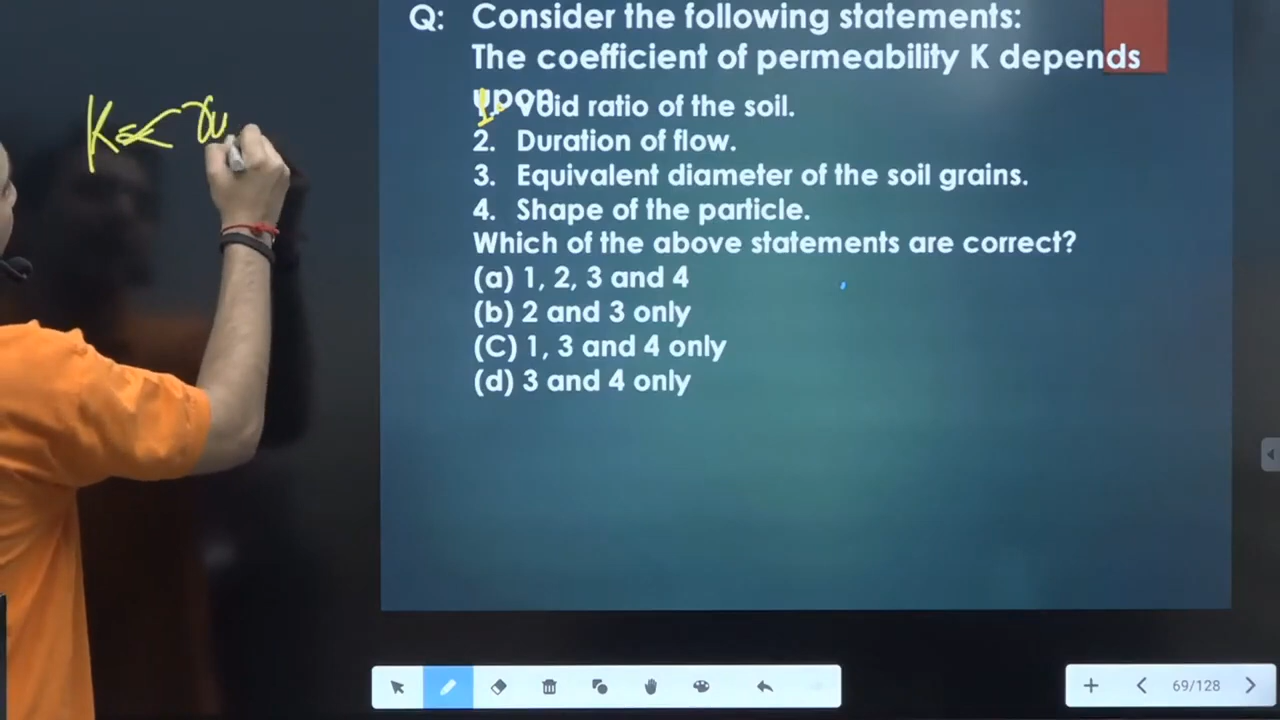 Q: Consider the following statements:
The coefficient of permeability K depends
upon
1. Void ratio of the soil.
2. Duration of flow.
3. Equivalent diameter of the soil grains.
4. Shape of the particle.
Which of the above statements are correct?
(a) 1, 2, 3 and 4
(b) 2 and 3 only
(C) 1, 3 and 4 only
(d) 3 and 4 only
K
69/128